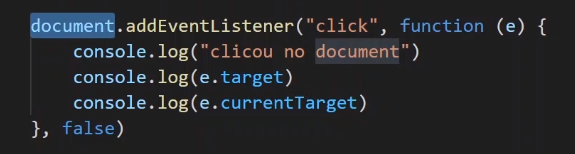 document.addEventListener("click", function (e) {
    console.log("clicou no document")
    console.log(e.target)
    console.log(e.currentTarget)
}, false)